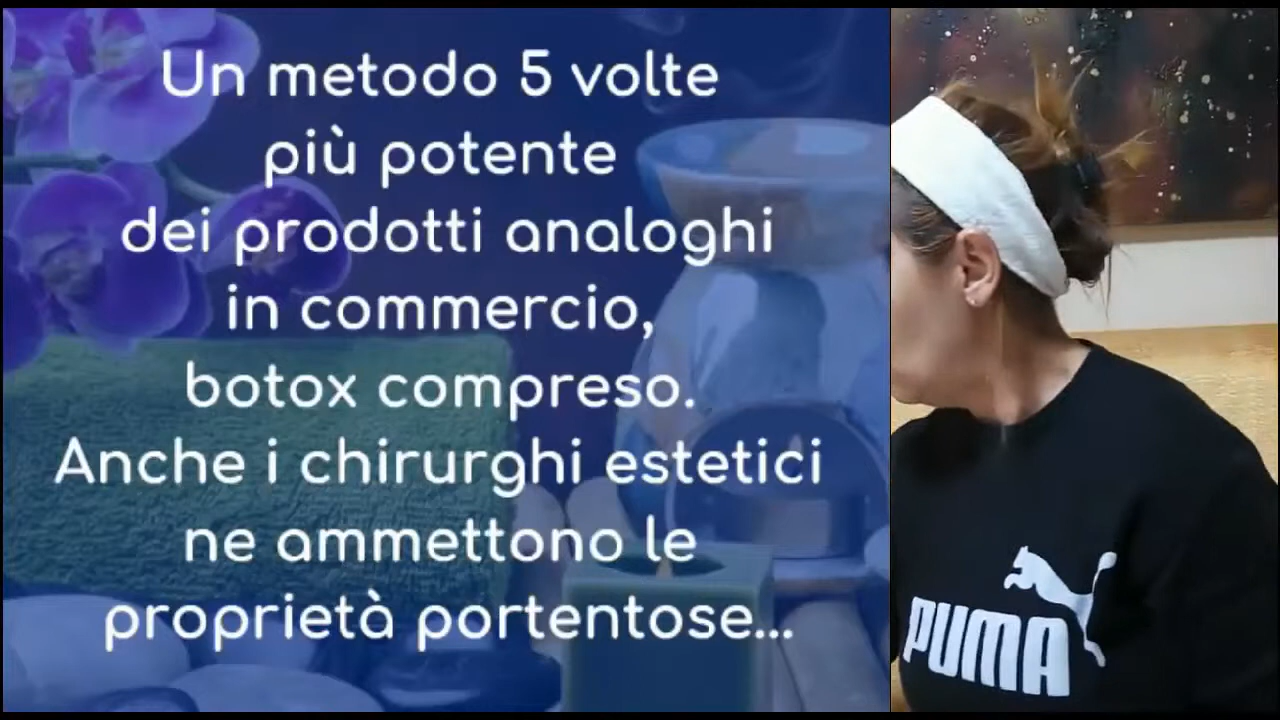 Un metodo 5 volte
più potente
dei prodotti analoghi
in commercio,
botox compreso.
Anche i chirurghi estetici
ne ammettono le
proprietà portentose...
PUMA